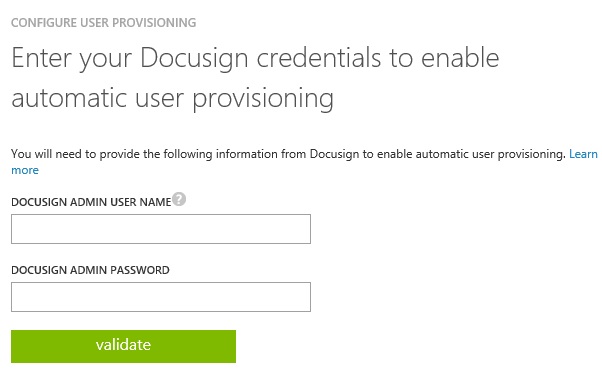 CONFIGURE USER PROVISIONING
Enter your Docusign credentials to enable
automatic user provisioning
You will need to provide the following information from Docusign to enable automatic user provisioning. Learn
more
DOCUSIGN ADMIN USER NAME ?
DOCUSIGN ADMIN PASSWORD
validate